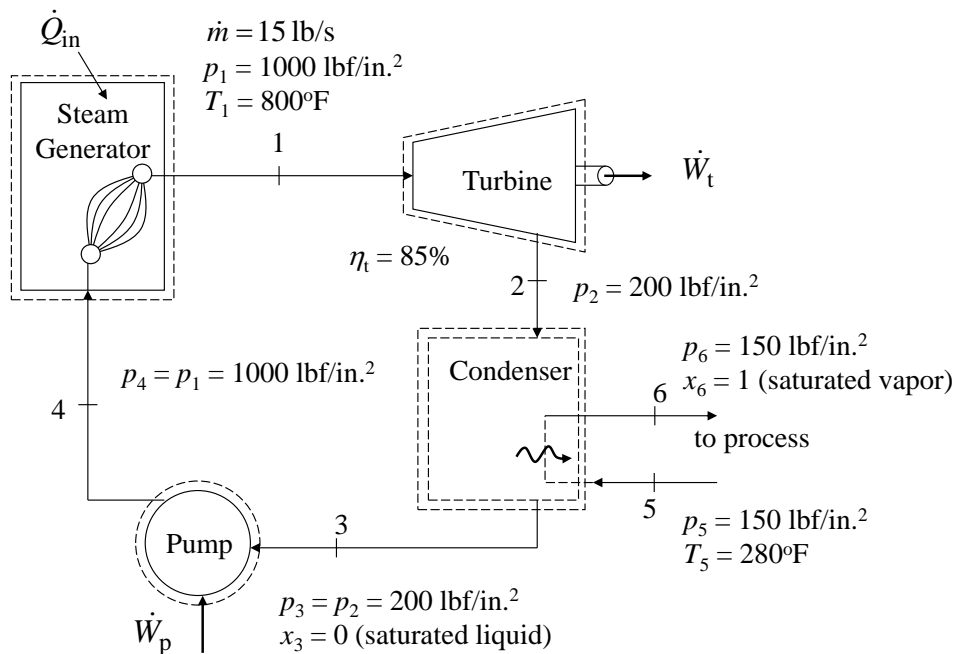 Q̇in
ṁ = 15 lb/s
p1 = 1000 lbf/in.²
T1 = 800°F
Steam
Generator
1
Turbine
Ẇt
ηt = 85%
2
p2 = 200 lbf/in.²
Condenser
p6 = 150 lbf/in.²
x6 = 1 (saturated vapor)
6
to process
p4 = p1 = 1000 lbf/in.²
4
5
p5 = 150 lbf/in.²
T5 = 280°F
Pump
3
Ẇp
p3 = p2 = 200 lbf/in.²
x3 = 0 (saturated liquid)